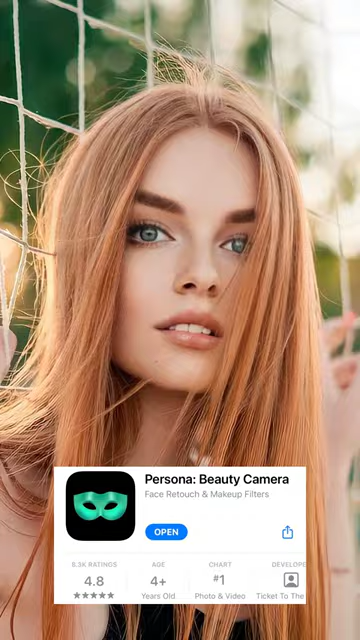 Persona: Beauty Camera
Face Retouch & Makeup Filters
OPEN
8.3K RATINGS AGE CHART DEVELOPE
4.8 4+ #1
★★★★★ Years Old Photo & Video Ticket To The